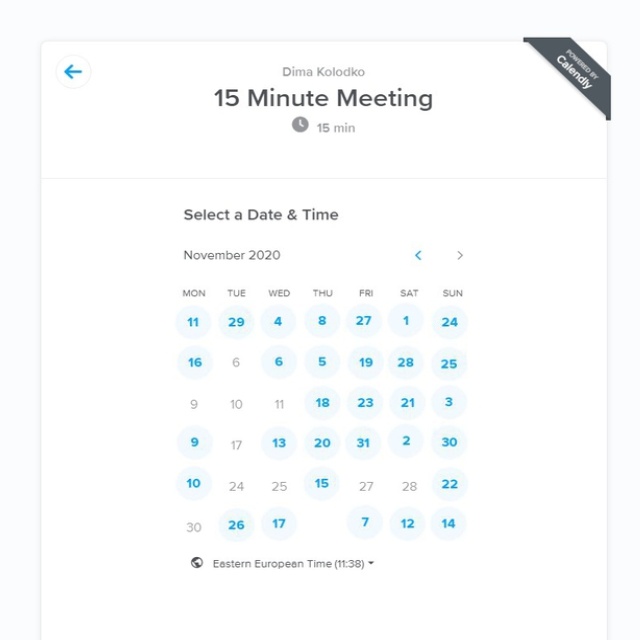 POWERED BY
Calendly
Dima Kolodko
15 Minute Meeting
15 min
Select a Date & Time
November 2020
MON TUE WED THU FRI SAT SUN
11 29 4 8 27 1 24
16 6 6 5 19 28 25
9 10 11 18 23 21 3
9 17 13 20 31 2 30
10 24 25 15 27 28 22
30 26 17 7 12 14
Eastern European Time (11:38)